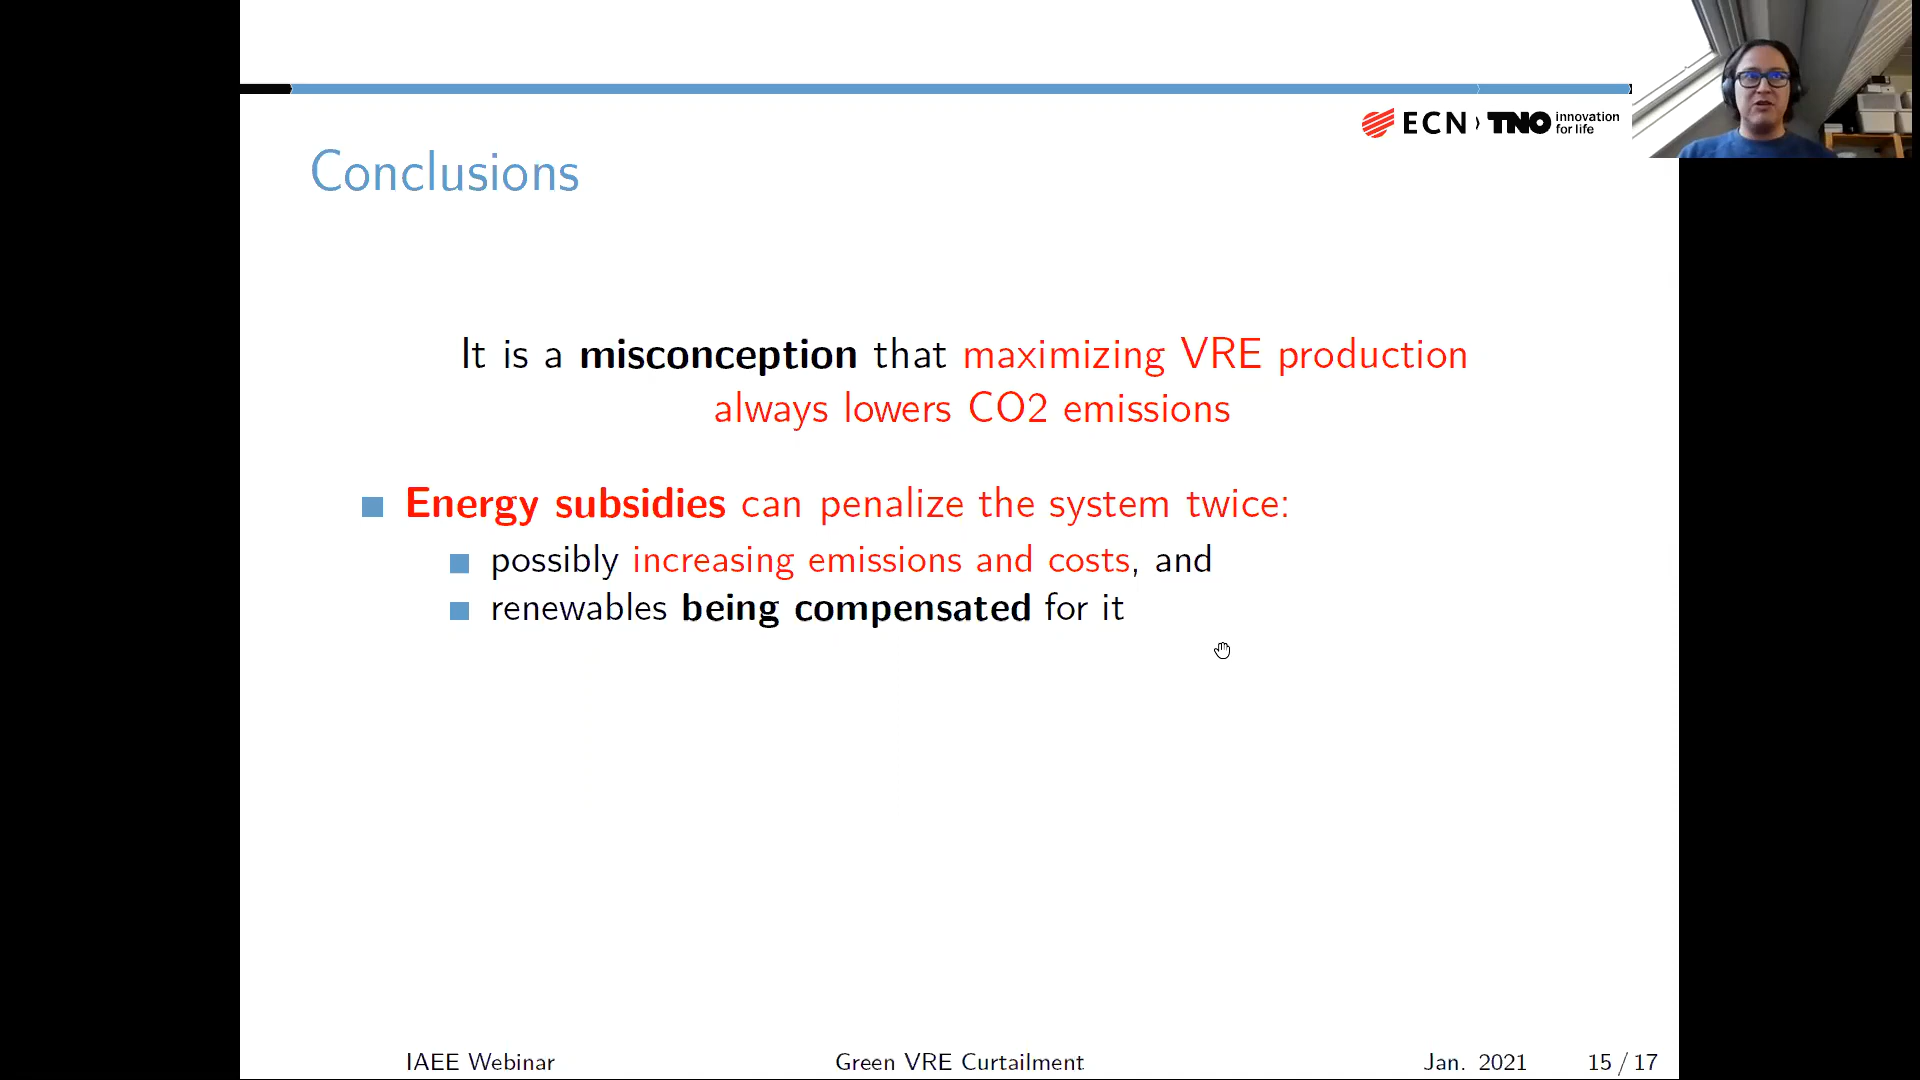 ECN TNO innovation
for life
Conclusions
It is a misconception that maximizing VRE production
always lowers CO2 emissions
Energy subsidies can penalize the system twice:
possibly increasing emissions and costs, and
renewables being compensated for it
IAEE Webinar Green VRE Curtailment Jan. 2021 15 / 17